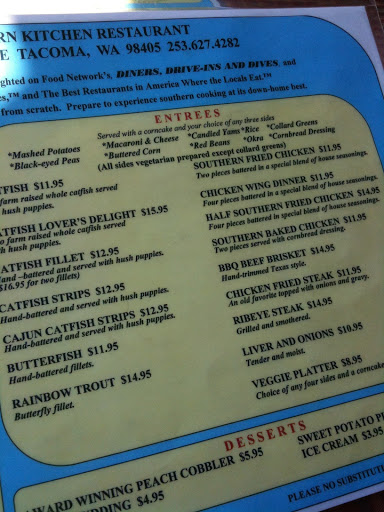 RN KITCHEN RESTAURANT
E TACOMA, WA 98405 253.627.4282
ghted on Food Network's, DINERS, DRIVE-INS AND DIVES, and
es,™ and The Best Restaurants in America Where the Locals Eat.™
from scratch. Prepare to experience southern cooking at its down-home best.
ENTREES
Served with a corncake and your choice of any three sides
*Mashed Potatoes *Macaroni & Cheese *Candied Yams *Rice *Collard Greens
*Black-eyed Peas *Buttered Corn *Red Beans *Okra *Cornbread Dressing
(All sides vegetarian prepared except collard greens)
TFISH $11.95
farm raised whole catfish served
hush puppies.
ATFISH LOVER'S DELIGHT $15.95
o farm raised whole catfish served
th hush puppies.
ATFISH FILLET $12.95
and-battered and served with hush puppies.
$16.95 for two fillets)
CATFISH STRIPS $12.95
Hand-battered and served with hush puppies.
CAJUN CATFISH STRIPS $12.95
Hand-battered and served with hush puppies.
BUTTERFISH $11.95
Hand-battered fillets.
RAINBOW TROUT $14.95
Butterfly fillet.
SOUTHERN FRIED CHICKEN $11.95
Two pieces battered in a special blend of house seasonings.
CHICKEN WING DINNER $11.95
Four pieces battered in a special blend of house seasonings.
HALF SOUTHERN FRIED CHICKEN $14.95
Four pieces battered in special blend of house seasonings.
SOUTHERN BAKED CHICKEN $11.95
Two pieces served with cornbread dressing.
BBQ BEEF BRISKET $14.95
Hand-trimmed Texas style.
CHICKEN FRIED STEAK $11.95
An old favorite topped with onions and gravy.
RIBEYE STEAK $14.95
Grilled and smothered.
LIVER AND ONIONS $10.95
Tender and moist.
VEGGIE PLATTER $8.95
Choice of any four sides and a corncake
DESSERTS
AWARD WINNING PEACH COBBLER $5.95
UDDING $4.95
SWEET POTATO P
ICE CREAM $3.9
PLEASE NO SUBSTITUTI